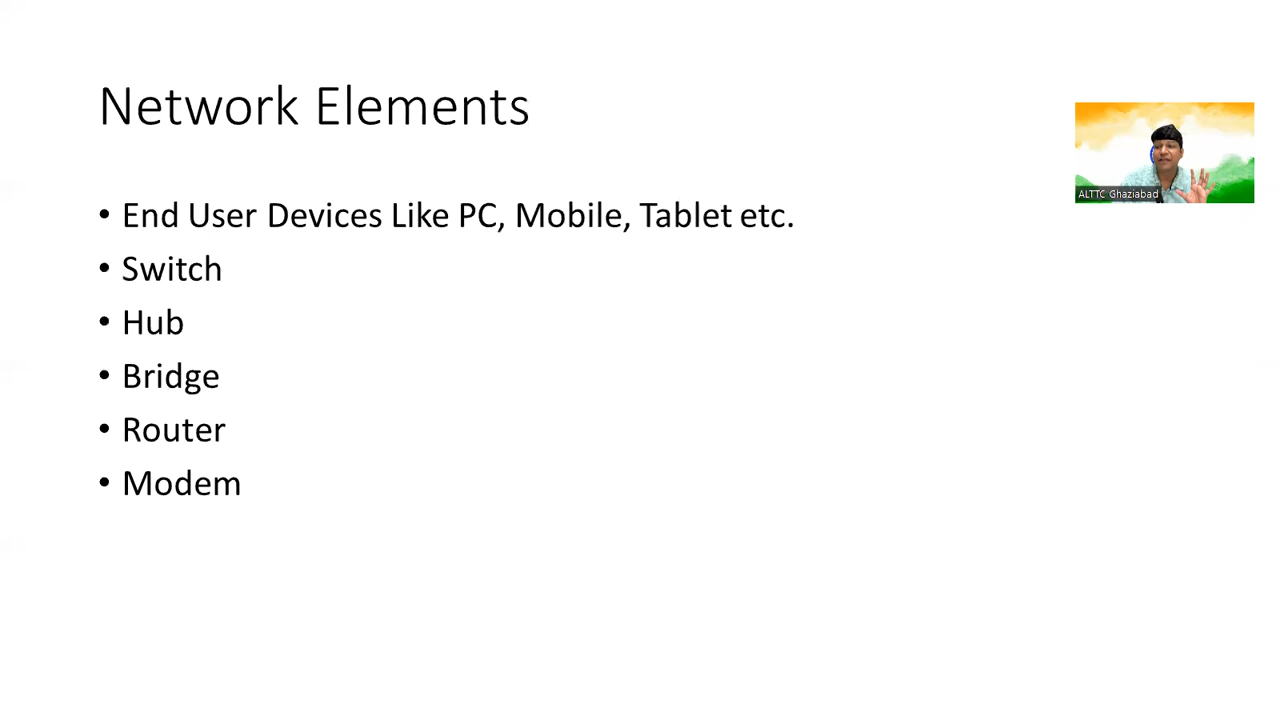 Network Elements
• End User Devices Like PC, Mobile, Tablet etc.
• Switch
• Hub
• Bridge
• Router
• Modem
ALTTC Ghaziabad